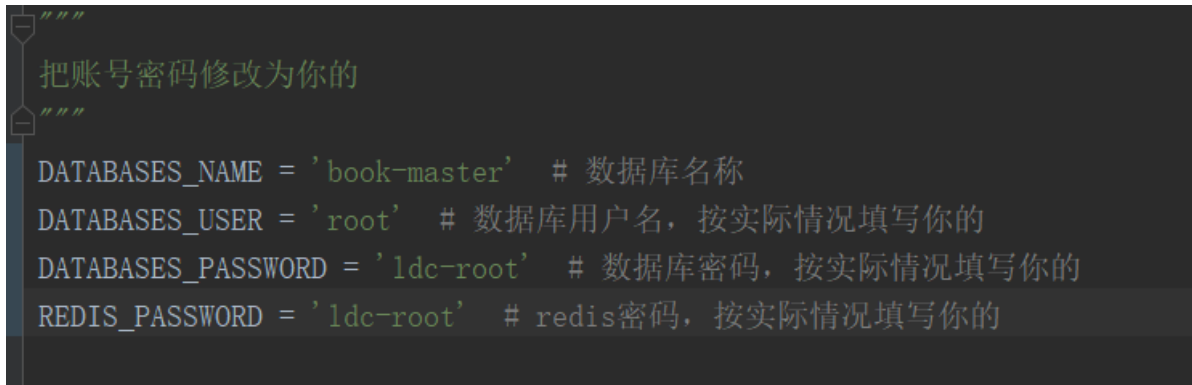 """
把账号密码修改为你的
"""
DATABASES_NAME = 'book-master'  # 数据库名称
DATABASES_USER = 'root'  # 数据库用户名，按实际情况填写你的
DATABASES_PASSWORD = 'ldc-root'  # 数据库密码，按实际情况填写你的
REDIS_PASSWORD = 'ldc-root'  # redis密码，按实际情况填写你的